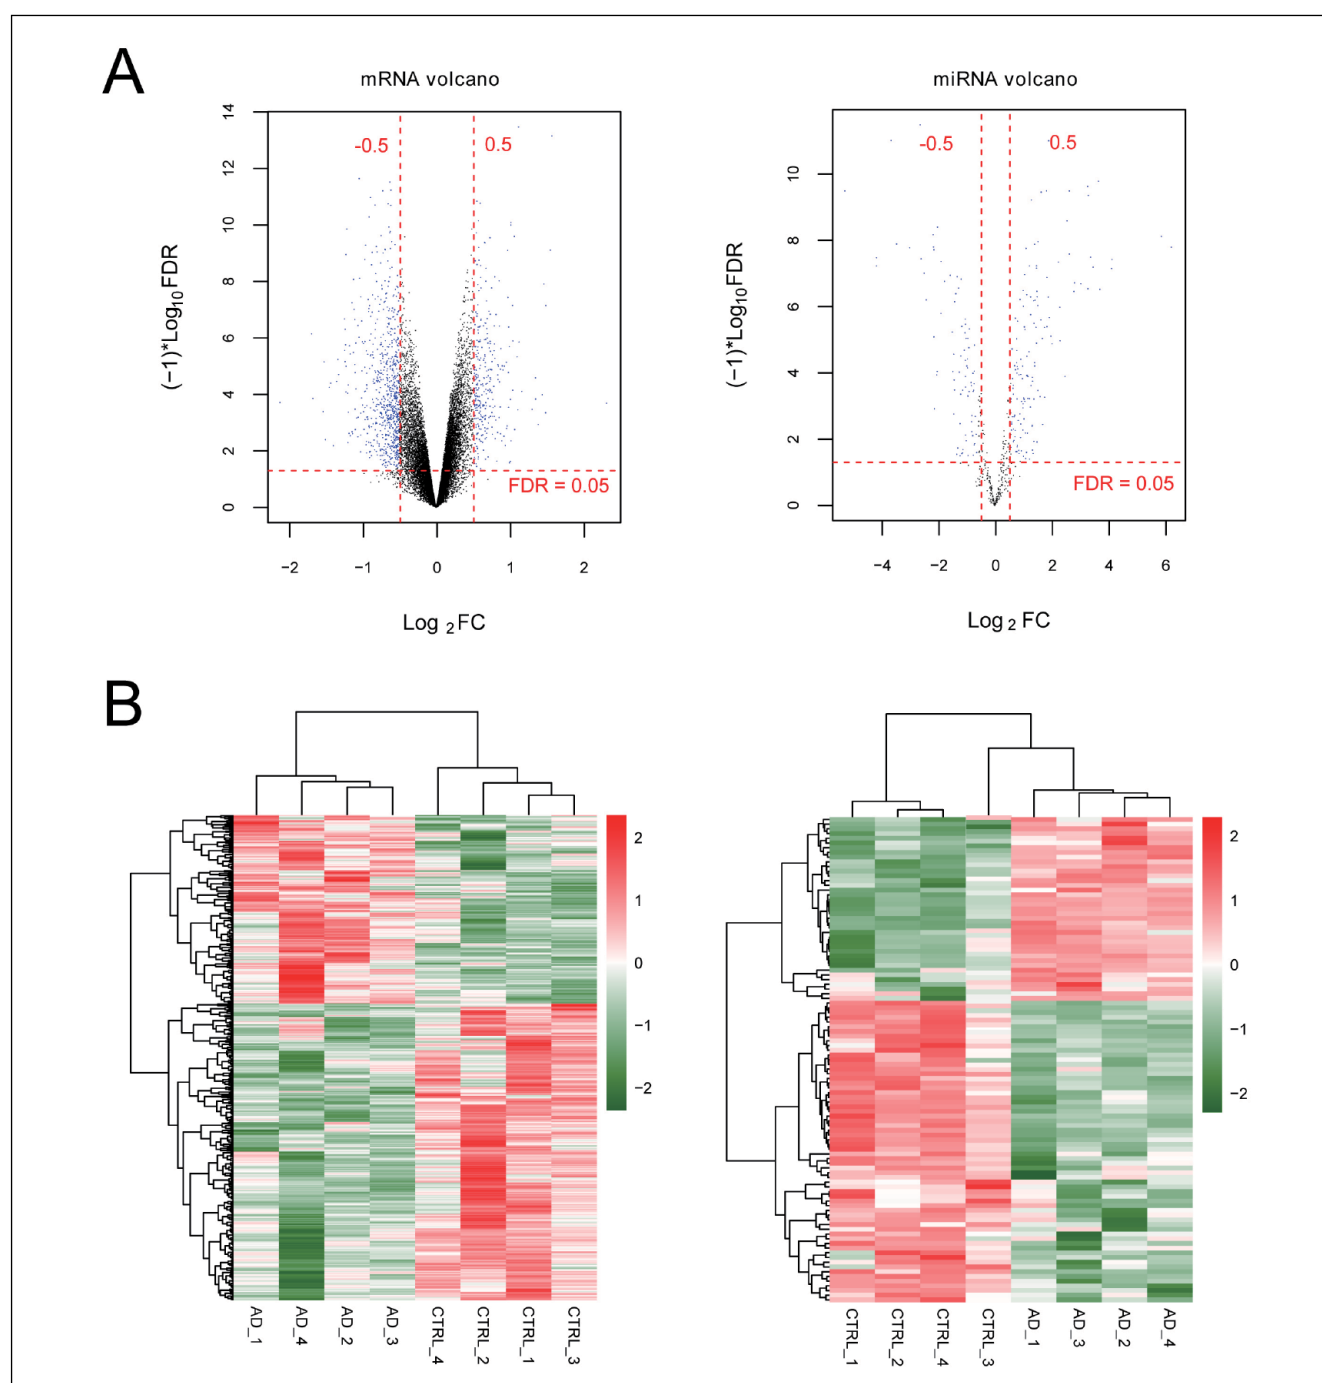 A
mRNA volcano
miRNA volcano
-0.5
0.5
-0.5
0.5
14
12
10
8
6
4
2
0
10
8
6
4
2
0
(−1)*Log10FDR
(−1)*Log10FDR
FDR = 0.05
FDR = 0.05
−2 −1 0 1 2
−4 −2 0 2 4 6
Log 2 FC
Log 2 FC
B
2
1
0
−1
−2
2
1
0
−1
−2
AD_1
AD_4
AD_2
AD_3
CTRL_4
CTRL_2
CTRL_1
CTRL_3
CTRL_1
CTRL_2
CTRL_4
CTRL_3
AD_1
AD_3
AD_2
AD_4